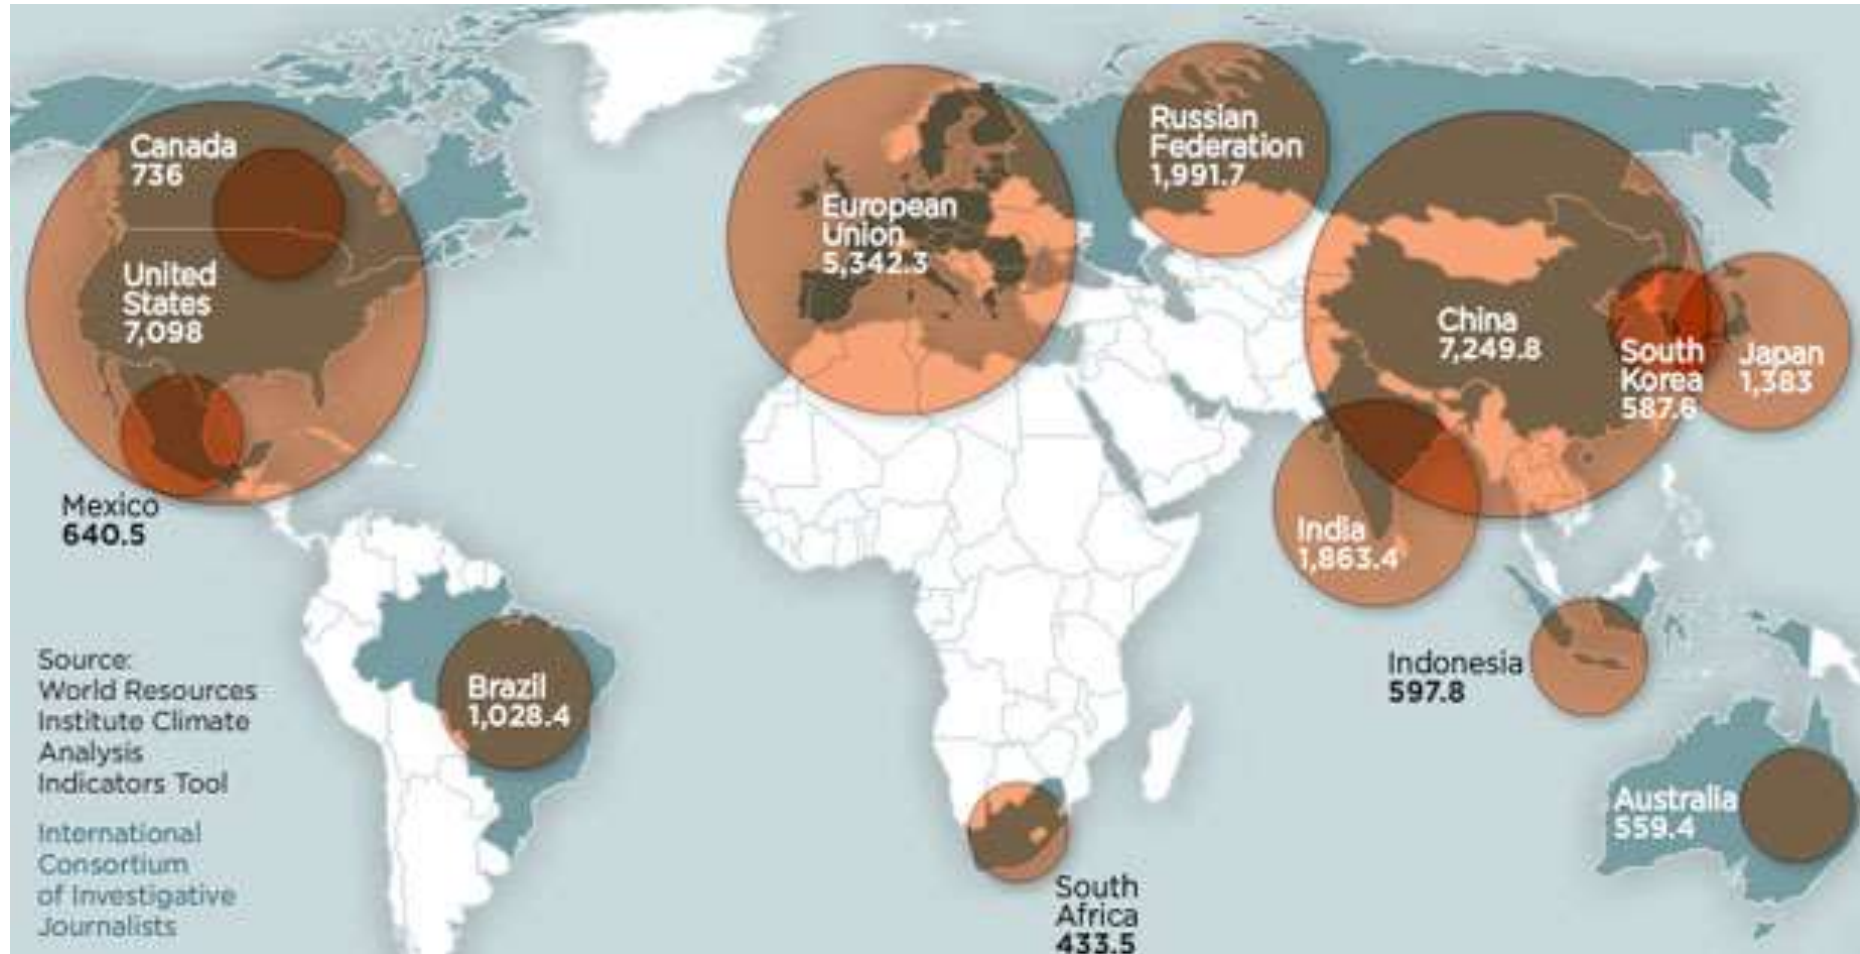 Canada
736
United
States
7,098
Mexico
640.5
European
Union
5,342.3
Russian
Federation
1,991.7
China
7,249.8
South
Korea
587.6
Japan
1,383
India
1,863.4
Indonesia
597.8
Brazil
1,028.4
Australia
559.4
South
Africa
433.5
Source:
World Resources
Institute Climate
Analysis
Indicators Tool
International
Consortium
of Investigative
Journalists